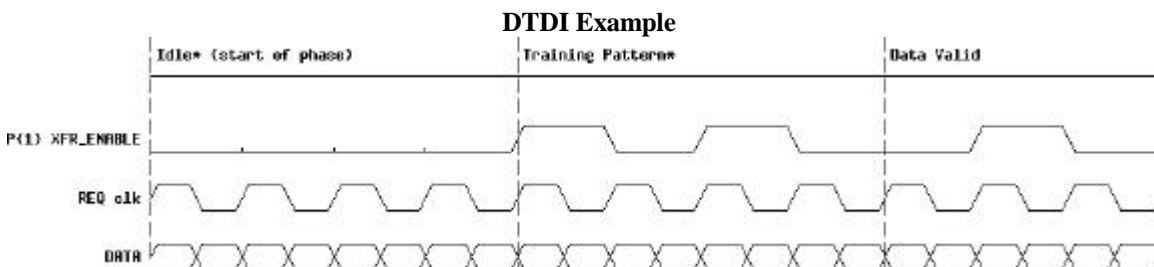 DTDI Example
Idle* (start of phase)
Training Pattern*
Data Valid
P(1) XFR_ENABLE
REQ clk
DATA